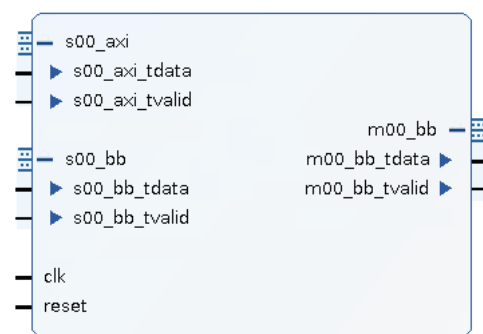 s00_axi
s00_axi_tdata
s00_axi_tvalid
s00_bb
s00_bb_tdata
s00_bb_tvalid
clk
reset
m00_bb
m00_bb_tdata
m00_bb_tvalid